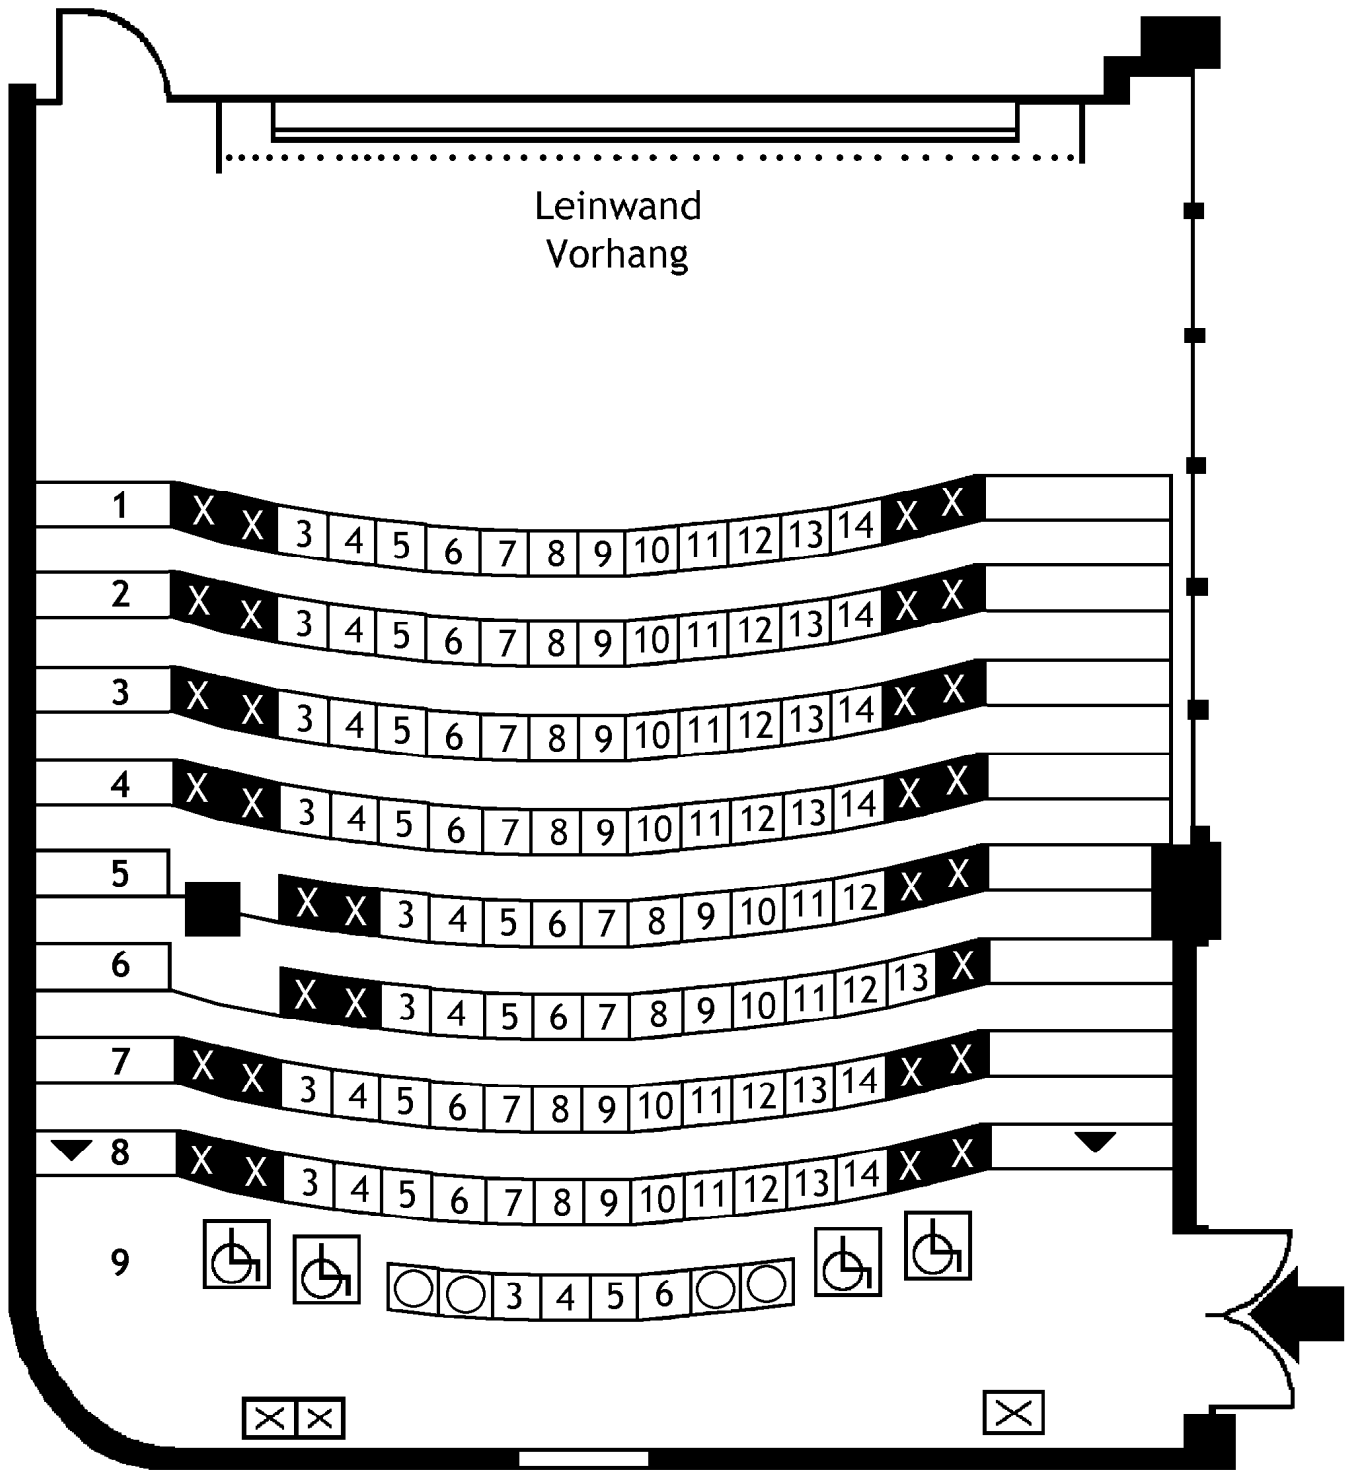 Leinwand
Vorhang
1 X X 3 4 5 6 7 8 9 10 11 12 13 14 X X
2 X X 3 4 5 6 7 8 9 10 11 12 13 14 X X
3 X X 3 4 5 6 7 8 9 10 11 12 13 14 X X
4 X X 3 4 5 6 7 8 9 10 11 12 13 14 X X
5 X X 3 4 5 6 7 8 9 10 11 12 X X
6 X X 3 4 5 6 7 8 9 10 11 12 13 X
7 X X 3 4 5 6 7 8 9 10 11 12 13 14 X X
8 X X 3 4 5 6 7 8 9 10 11 12 13 14 X X
9 3 4 5 6